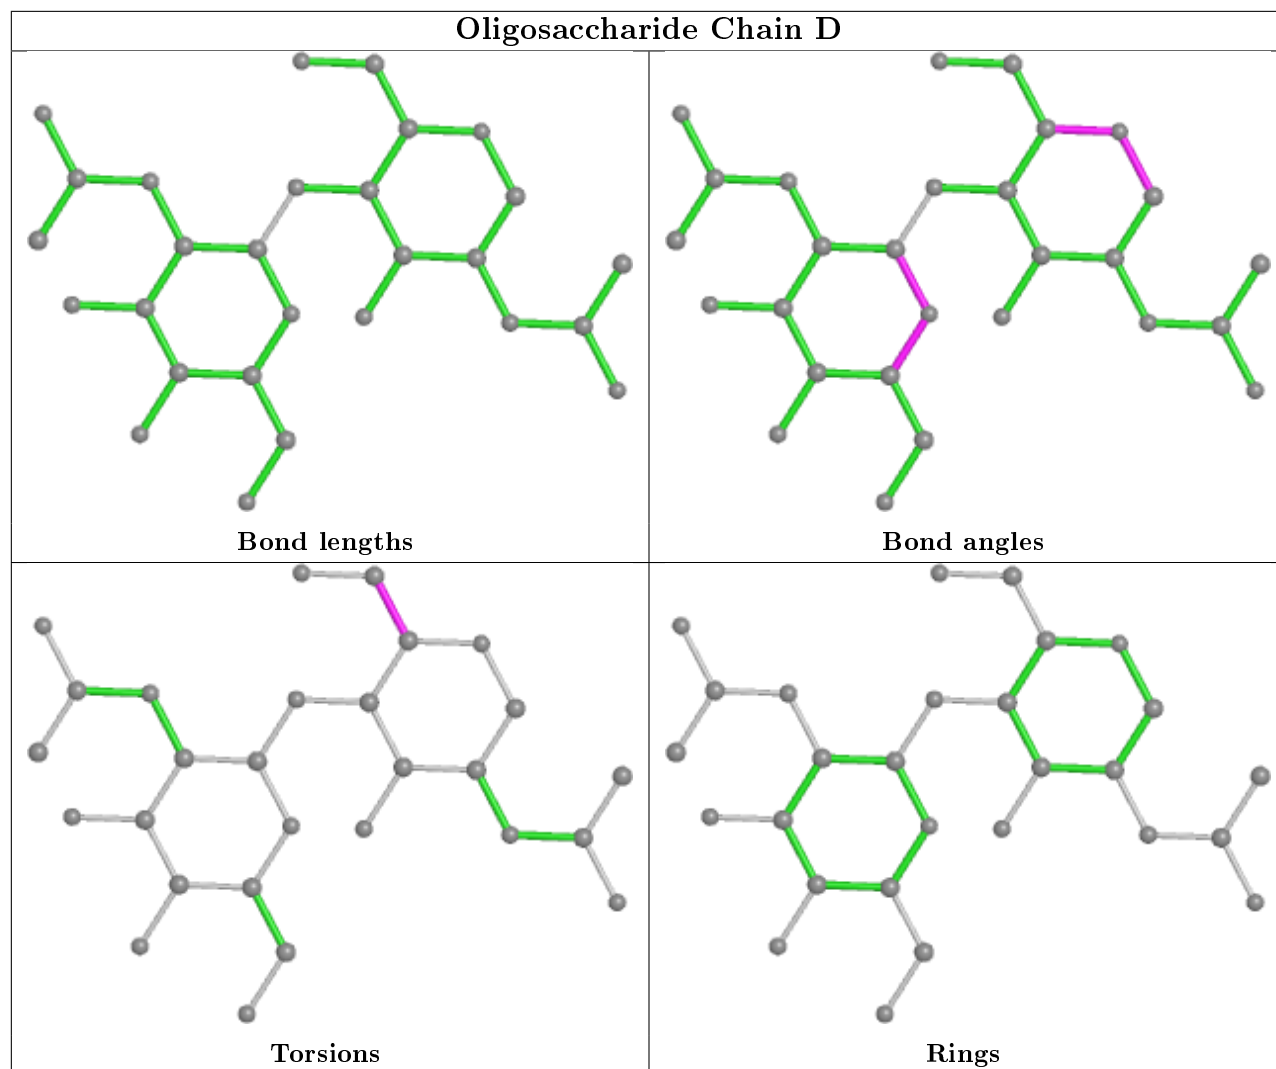 Oligosaccharide Chain D
Bond lengths
Bond angles
Torsions
Rings